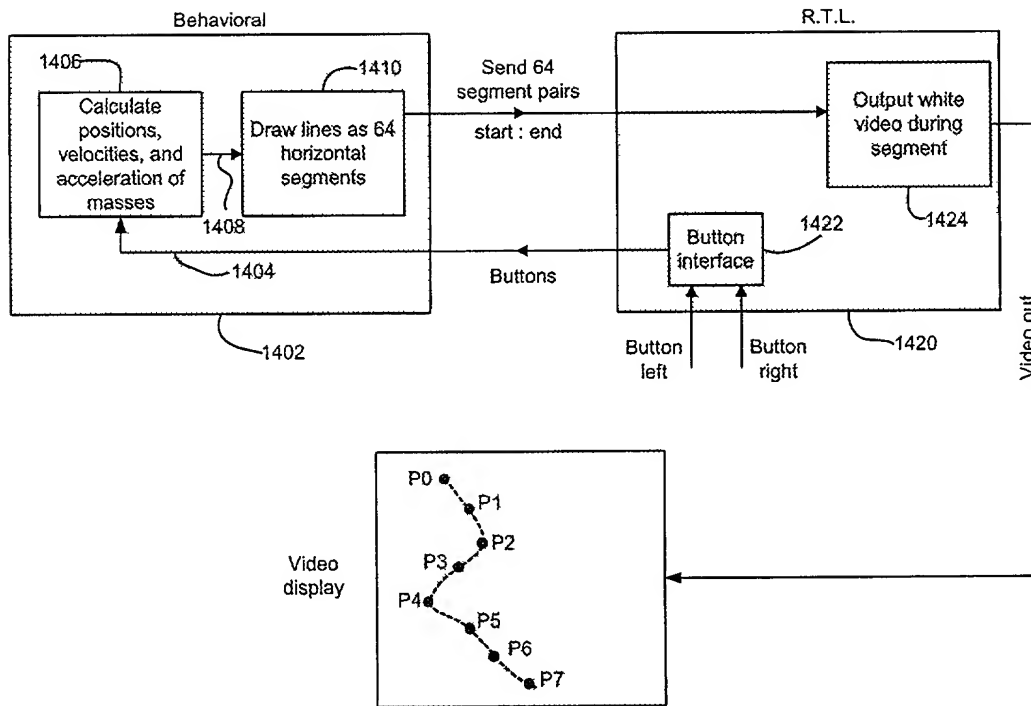 Behavioral
R.T.L.
1406
1410
Calculate
positions,
velocities, and
acceleration of
masses
Draw lines as 64
horizontal
segments
1408
Send 64
segment pairs
start : end
Output white
video during
segment
1424
Button
interface
1422
1404
Buttons
1402
Button
left
Button
right
1420
Video out
Video
display
P0
P1
P2
P3
P4
P5
P6
P7